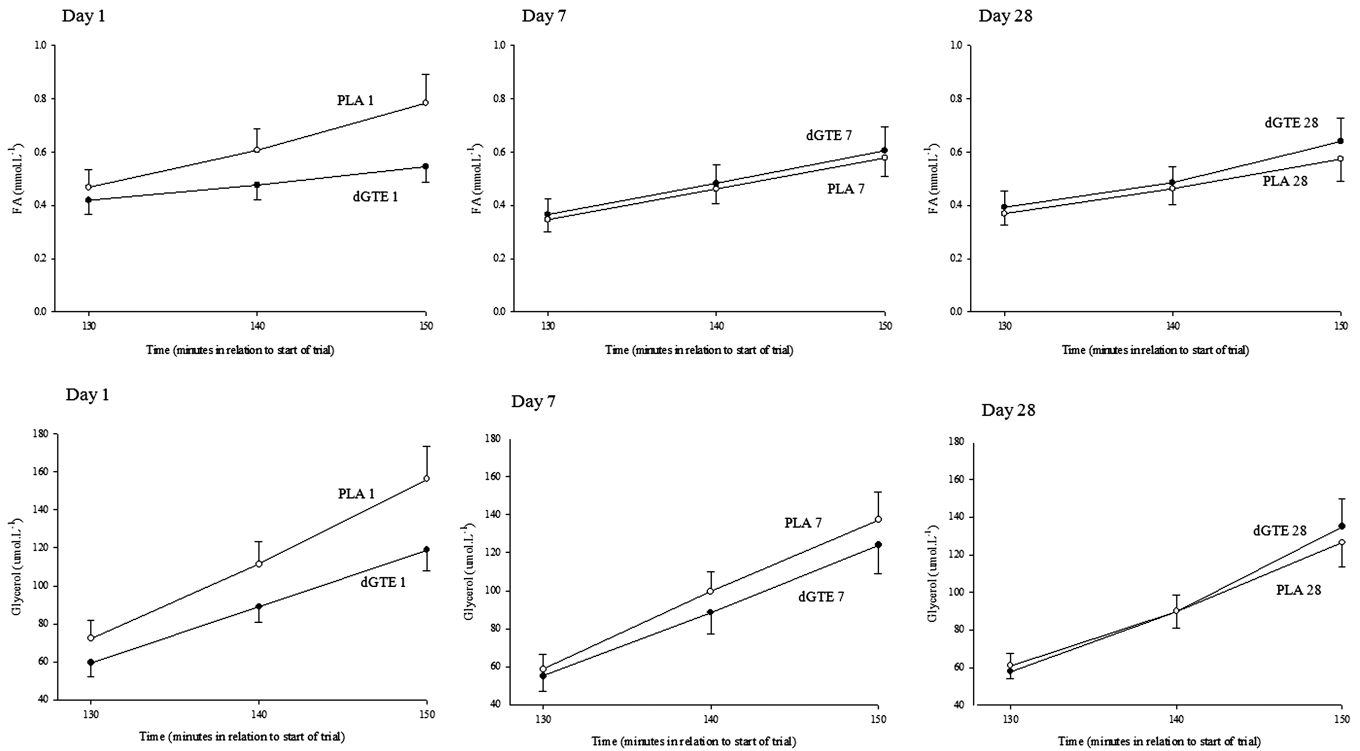 Day 1
1.0
0.8
0.6
0.4
0.2
0.0
FA (mmol.L-1)
PLA 1
dGTE 1
130
140
150
Time (minutes in relation to start of trial)
Day 7
1.0
0.8
0.6
0.4
0.2
0.0
FA (mmol.L-1)
dGTE 7
PLA 7
130
140
150
Time (minutes in relation to start of trial)
Day 28
1.0
0.8
0.6
0.4
0.2
0.0
FA (mmol.L-1)
dGTE 28
PLA 28
130
140
150
Time (minutes in relation to start of trial)
Day 1
180
160
140
120
100
80
60
40
Glycerol (umol.L-1)
PLA 1
dGTE 1
130
140
150
Time (minutes in relation to start of trial)
Day 7
180
160
140
120
100
80
60
40
Glycerol (umol.L-1)
PLA 7
dGTE 7
130
140
150
Time (minutes in relation to start of trial)
Day 28
180
160
140
120
100
80
60
40
Glycerol (umol.L-1)
dGTE 28
PLA 28
130
140
150
Time (minutes in relation to start of trial)